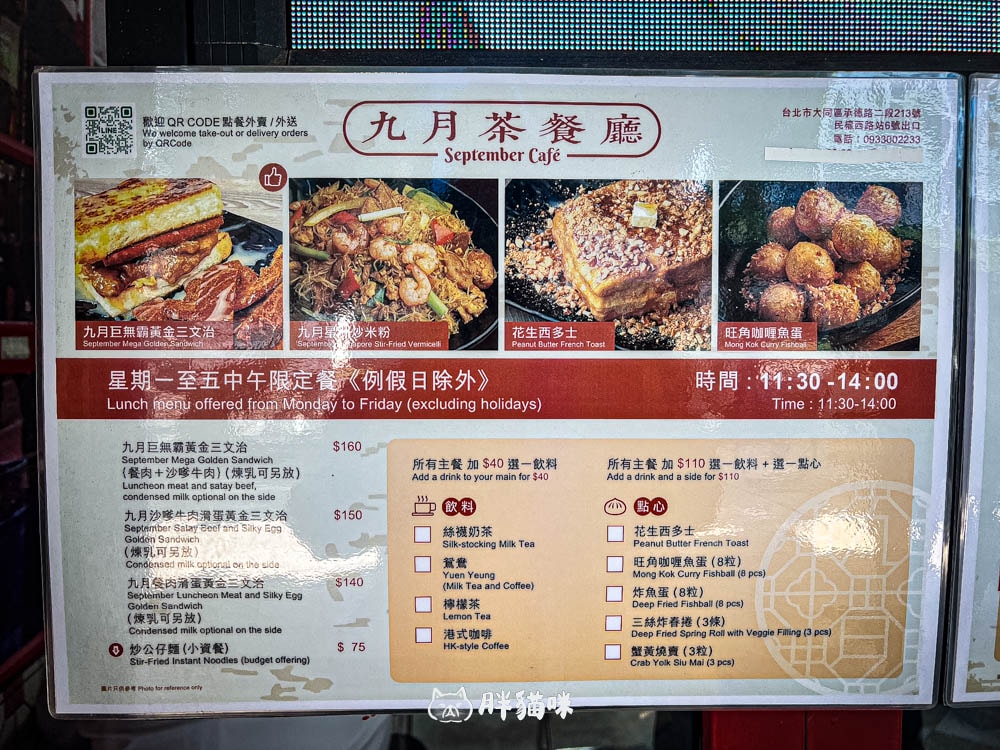 LINE
歡迎 QR CODE 點餐外賣 / 外送
We welcome take-out or delivery orders
by QRCode
九月茶餐廳
September Café
台北市大同區承德路二段213號
民權西路站6號出口
電話：0933002233
九月巨無霸黃金三文治
September Mega Golden Sandwich
九月星洲炒米粉
September Singapore Stir-Fried Vermicelli
花生西多士
Peanut Butter French Toast
旺角咖喱魚蛋
Mong Kok Curry Fishball
星期一至五中午限定餐《例假日除外》
Lunch menu offered from Monday to Friday (excluding holidays)
時間：11:30 -14:00
Time : 11:30-14:00
九月巨無霸黃金三文治 $160
September Mega Golden Sandwich
(餐肉＋沙嗲牛肉) (煉乳可另放)
Luncheon meat and satay beef,
condensed milk optional on the side
九月沙嗲牛肉滑蛋黃金三文治 $150
September Satay Beef and Silky Egg
Golden Sandwich
(煉乳可另放)
Condensed milk optional on the side
九月餐肉滑蛋黃金三文治 $140
September Luncheon Meat and Silky Egg
Golden Sandwich
(煉乳可另放)
Condensed milk optional on the side
炒公仔麵 (小資餐) $ 75
Stir-Fried Instant Noodles (budget offering)
圖片只供參考 Photo for reference only
所有主餐 加 $40 選一飲料
Add a drink to your main for $40
飲料
絲襪奶茶
Silk-stocking Milk Tea
鴛鴦
Yuen Yeung
(Milk Tea and Coffee)
檸檬茶
Lemon Tea
港式咖啡
HK-style Coffee
所有主餐 加 $110 選一飲料 + 選一點心
Add a drink and a side for $110
點心
花生西多士
Peanut Butter French Toast
旺角咖喱魚蛋 (8粒)
Mong Kok Curry Fishball (8 pcs)
炸魚蛋 (8粒)
Deep Fried Fishball (8 pcs)
三絲炸春捲 (3條)
Deep Fried Spring Roll with Veggie Filling (3 pcs)
蟹黃燒賣 (3粒)
Crab Yolk Siu Mai (3 pcs)
胖貓咪